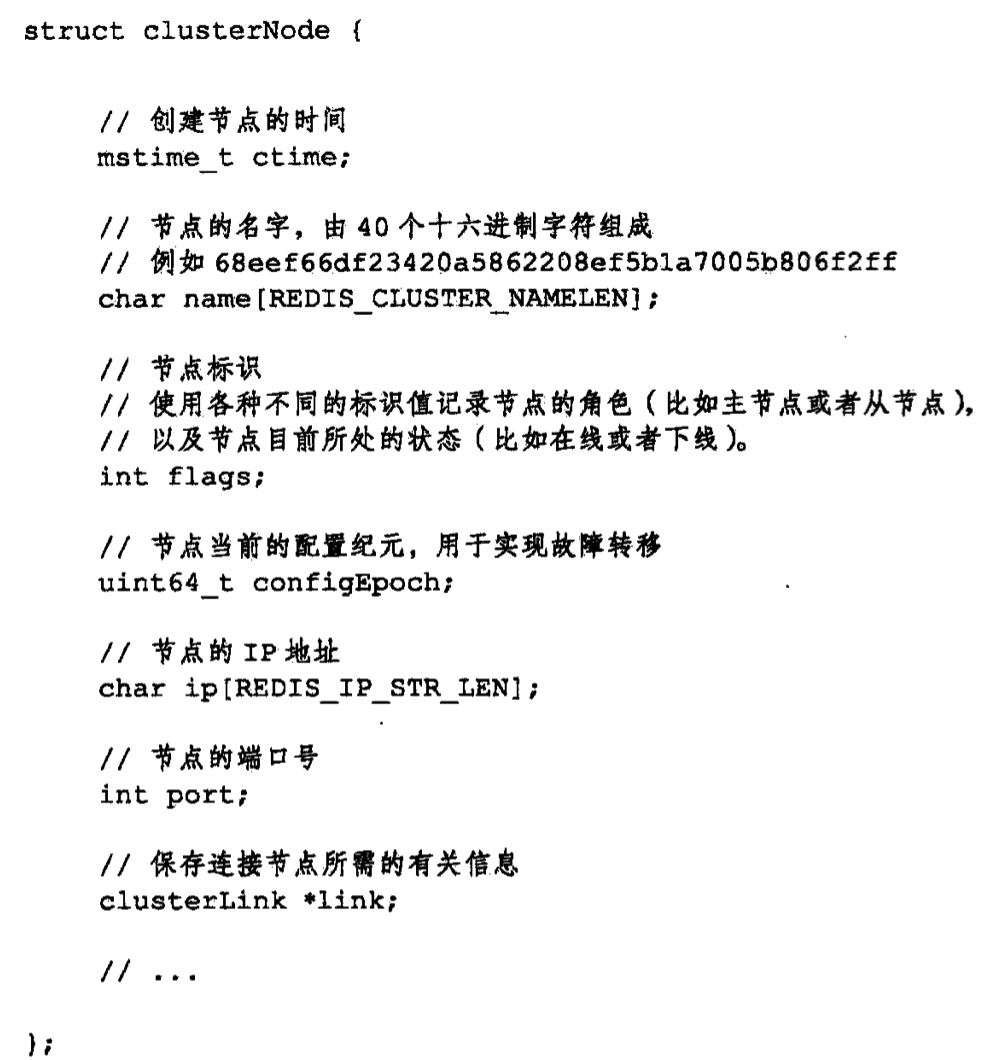 struct clusterNode {
// 创建节点的时间
mstime_t ctime;
// 节点的名字，由 40 个十六进制字符组成
// 例如 68eef66df23420a5862208ef5b1a7005b806f2ff
char name[REDIS_CLUSTER_NAMELEN];
// 节点标识
// 使用各种不同的标识值记录节点的角色（比如主节点或者从节点），
// 以及节点目前所处的状态（比如在线或者下线）。
int flags;
// 节点当前的配置纪元，用于实现故障转移
uint64_t configEpoch;
// 节点的 IP 地址
char ip[REDIS_IP_STR_LEN];
// 节点的端口号
int port;
// 保存连接节点所需的有关信息
clusterLink *link;
// ...
};